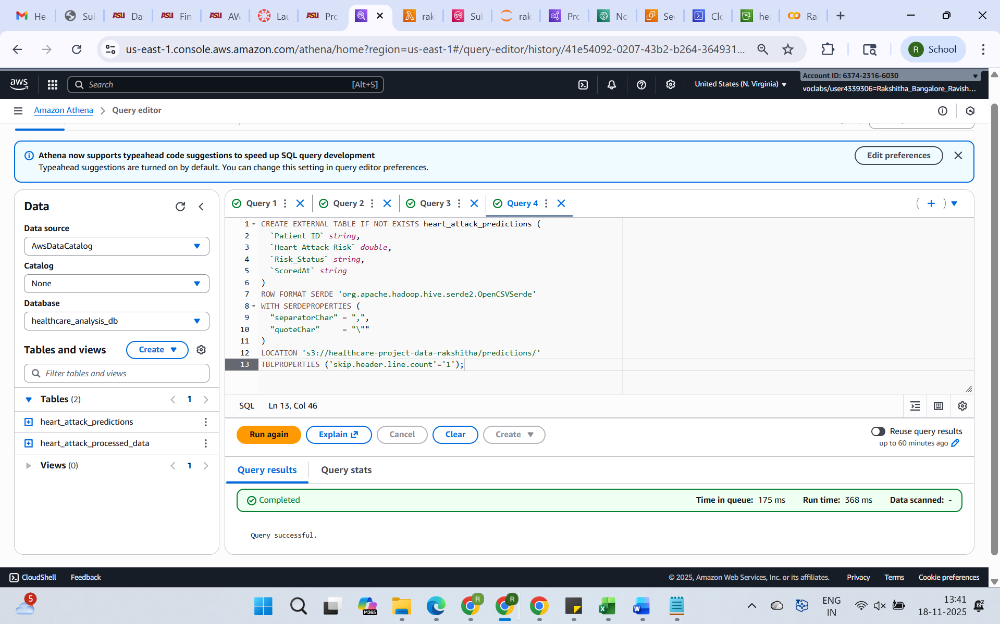 He
Sul
ASU Da
ASU Fin
ASU AW
Lau
ASU Pro
rak
Sul
rak
Pro
No
Sec
Clo
he
Ra
us-east-1.console.aws.amazon.com/athena/home?region=us-east-1#/query-editor/history/41e54092-0207-43b2-b264-364931...
R School
aws
Search [Alt+S]
United States (N. Virginia)
Account ID: 6374-2316-6030
voclabs/user4339306=Rakshitha_Bangalore_Ravish...
Amazon Athena > Query editor
Athena now supports typeahead code suggestions to speed up SQL query development
Typeahead suggestions are turned on by default. You can change this setting in query editor preferences.
Edit preferences
Data
Data source
AwsDataCatalog
Catalog
None
Database
healthcare_analysis_db
Tables and views
Create
Filter tables and views
Tables (2) < 1 >
heart_attack_predictions
heart_attack_processed_data
Views (0) < 1 >
Query 1
Query 2
Query 3
Query 4
( + )
1 CREATE EXTERNAL TABLE IF NOT EXISTS heart_attack_predictions (
2 `Patient ID` string,
3 `Heart Attack Risk` double,
4 `Risk_Status` string,
5 `ScoredAt` string
6 )
7 ROW FORMAT SERDE 'org.apache.hadoop.hive.serde2.OpenCSVSerde'
8 WITH SERDEPROPERTIES (
9 "separatorChar" = ",",
10 "quoteChar" = "\""
11 )
12 LOCATION 's3://healthcare-project-data-rakshitha/predictions/'
13 TBLPROPERTIES ('skip.header.line.count'='1');
SQL Ln 13, Col 46
Run again
Explain
Cancel
Clear
Create
Reuse query results
up to 60 minutes ago
Query results
Query stats
Completed
Time in queue: 175 ms Run time: 368 ms Data scanned: -
Query successful.
CloudShell Feedback
© 2025, Amazon Web Services, Inc. or its affiliates. Privacy Terms Cookie preferences
5
M365
R
R
ENG
IN
13:41
18-11-2025